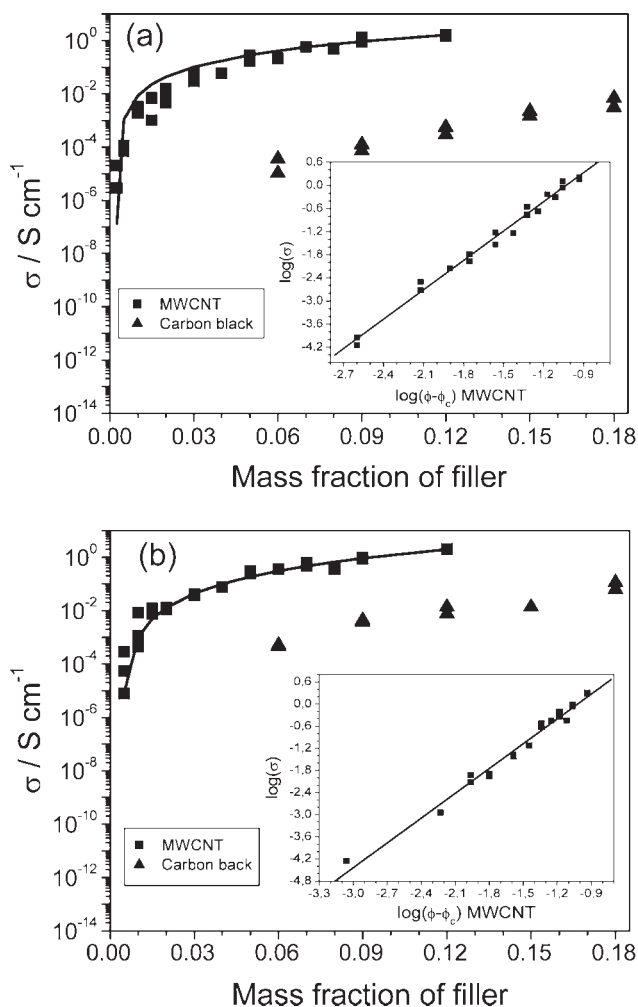 (a)
10^0
10^-2
10^-4
10^-6
10^-8
10^-10
10^-12
10^-14
σ / S cm^-1
MWCNT
Carbon black
0,6
0,0
-0,6
-1,2
-1,8
-2,4
-3,0
-3,6
-4,2
log(σ)
-2,7 -2,4 -2,1 -1,8 -1,5 -1,2 -0,9
log(ϕ-ϕ_c) MWCNT
0.00 0.03 0.06 0.09 0.12 0.15 0.18
Mass fraction of filler
(b)
10^0
10^-2
10^-4
10^-6
10^-8
10^-10
10^-12
10^-14
σ / S cm^-1
MWCNT
Carbon back
0,6
0,0
-0,6
-1,2
-1,8
-2,4
-3,0
-3,6
-4,2
-4,8
log(σ)
-3,3 -3,0 -2,7 -2,4 -2,1 -1,8 -1,5 -1,2 -0,9
log(ϕ-ϕ_c) MWCNT
0.00 0.03 0.06 0.09 0.12 0.15 0.18
Mass fraction of filler